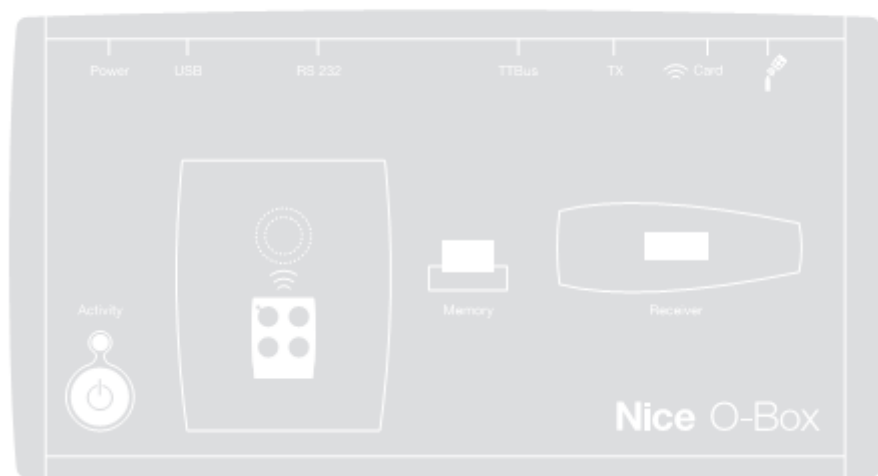 Power USB RS 232 TTBus TX Card
Activity
Memory
Receiver
Nice O-Box